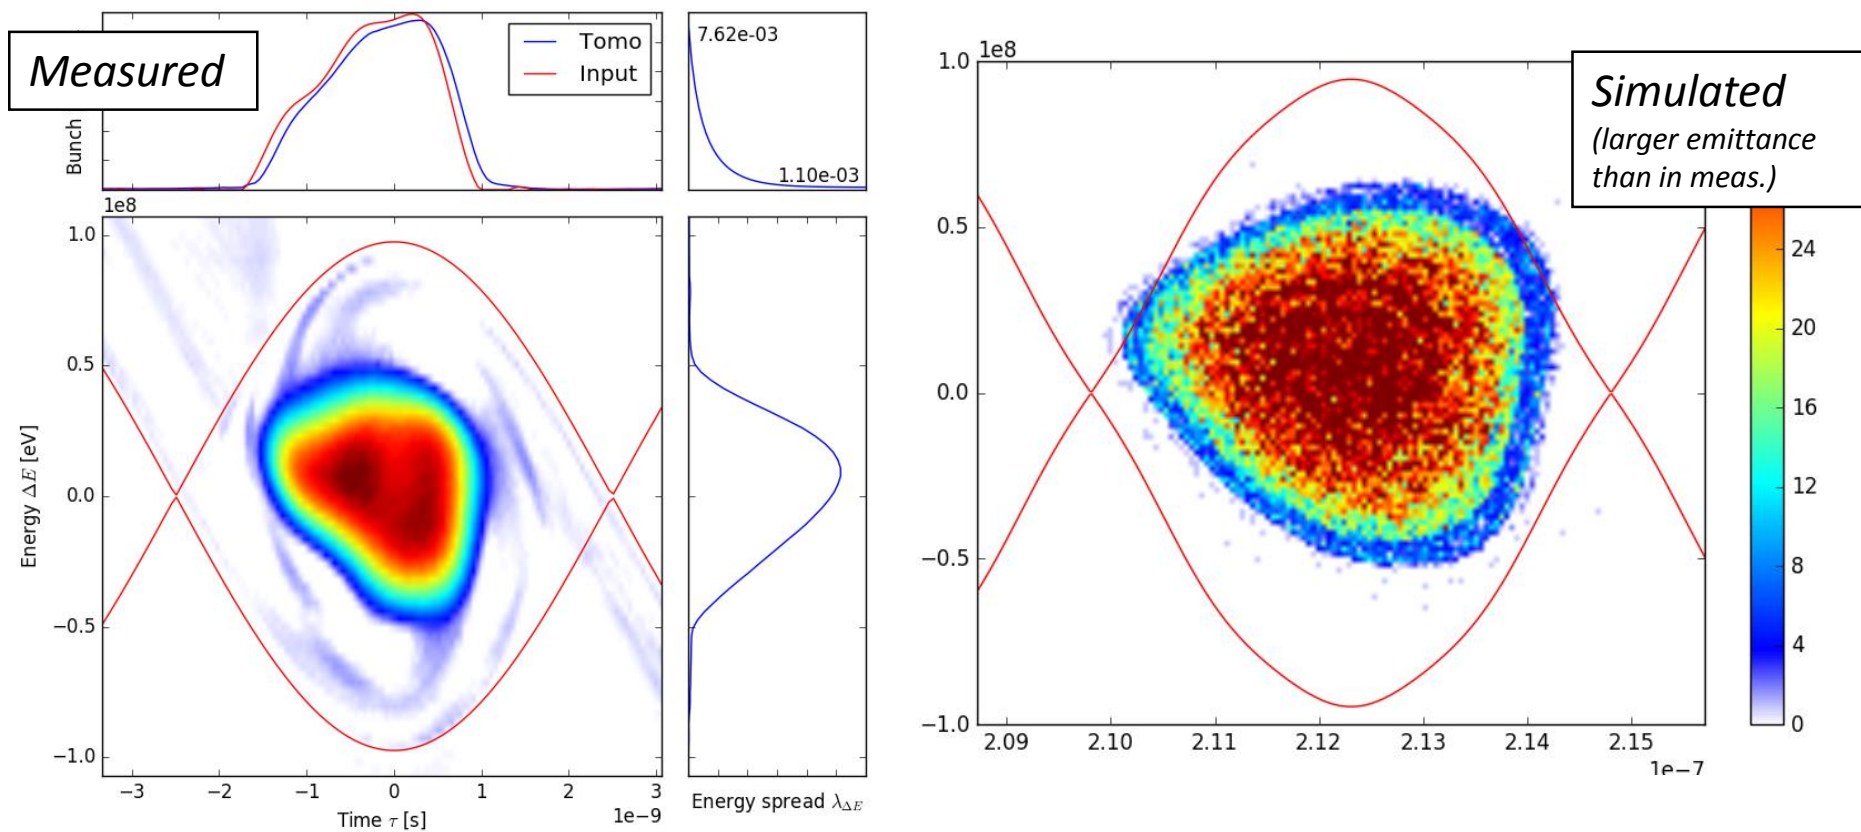 Measured
Bunch
Tomo
Input
7.62e-03
1.10e-03
1e8
1.0
0.5
0.0
−0.5
−1.0
Energy ΔE [eV]
−3 −2 −1 0 1 2 3
1e−9
Time τ [s]
Energy spread λΔE
1e8
1.0
0.5
0.0
−0.5
−1.0
2.09 2.10 2.11 2.12 2.13 2.14 2.15
1e−7
Simulated
(larger emittance
than in meas.)
24
20
16
12
8
4
0